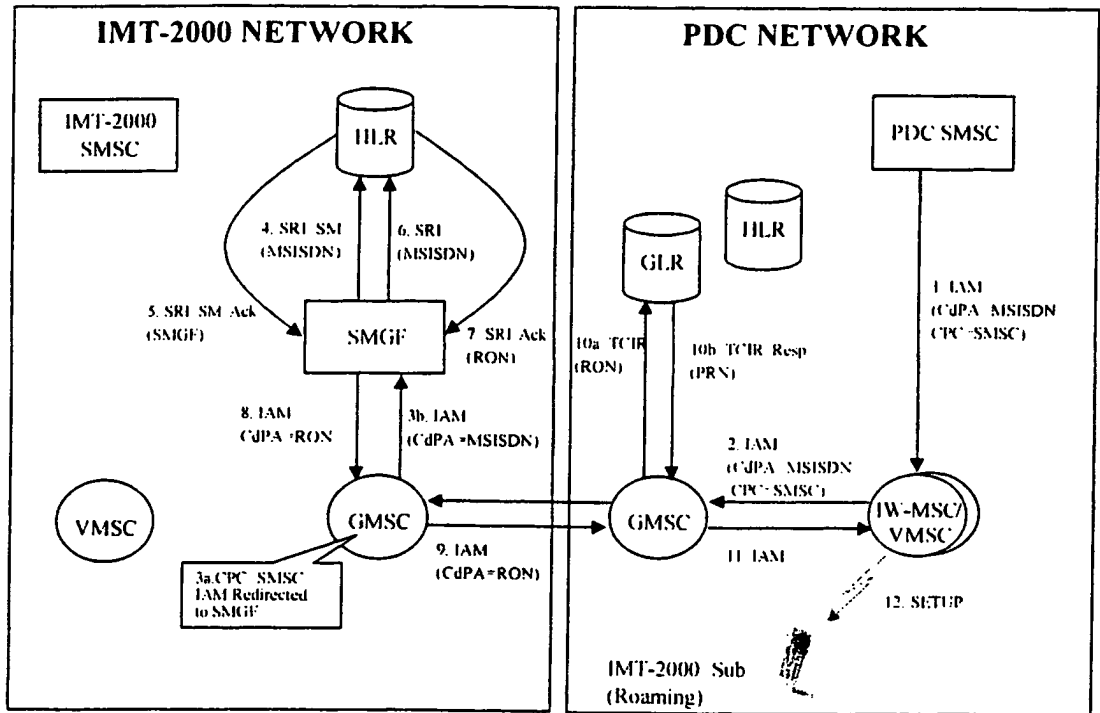 IMT-2000 NETWORK
IMT-2000
SMSC
HLR
4. SRI SM
(MSISDN)
6. SRI
(MSISDN)
5. SRI SM Ack
(SMGF)
SMGF
7. SRI Ack
(RON)
8. IAM
CdPA=RON
3b. IAM
(CdPA=MSISDN)
VMSC
GMSC
3a.CPC SMSC
IAM Redirected
to SMGF
9. IAM
(CdPA=RON)
PDC NETWORK
PDC SMSC
HLR
GLR
1. IAM
(CdPA MSISDN
CPC=SMSC)
10a TCIR
(RON)
10b TCIR Resp
(PRN)
2. IAM
(CdPA MSISDN
CPC=SMSC)
GMSC
IW-MSC/
VMSC
11. IAM
12. SETUP
IMT-2000 Sub
(Roaming)